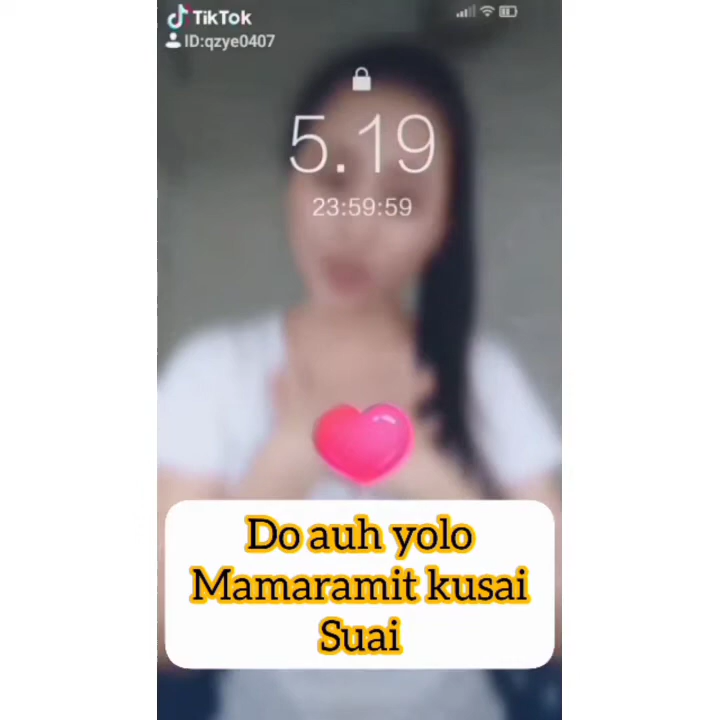 TikTok
ID:qzye0407
5.19
23:59:59
Do auh yolo
Mamaramit kusai
Suai